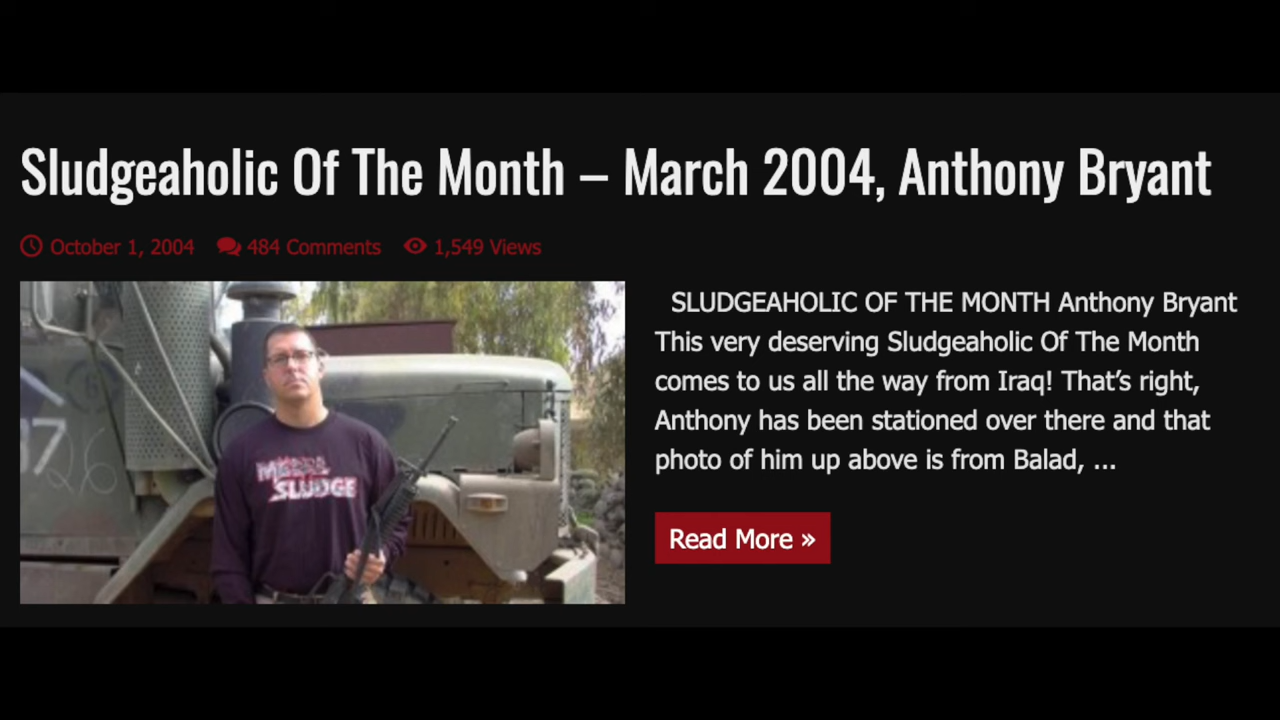 Sludgeaholic Of The Month – March 2004, Anthony Bryant
October 1, 2004 484 Comments 1,549 Views
SLUDGEAHOLIC OF THE MONTH Anthony Bryant
This very deserving Sludgeaholic Of The Month
comes to us all the way from Iraq! That’s right,
Anthony has been stationed over there and that
photo of him up above is from Balad, ...
Read More »
METAL
SLUDGE
7
26